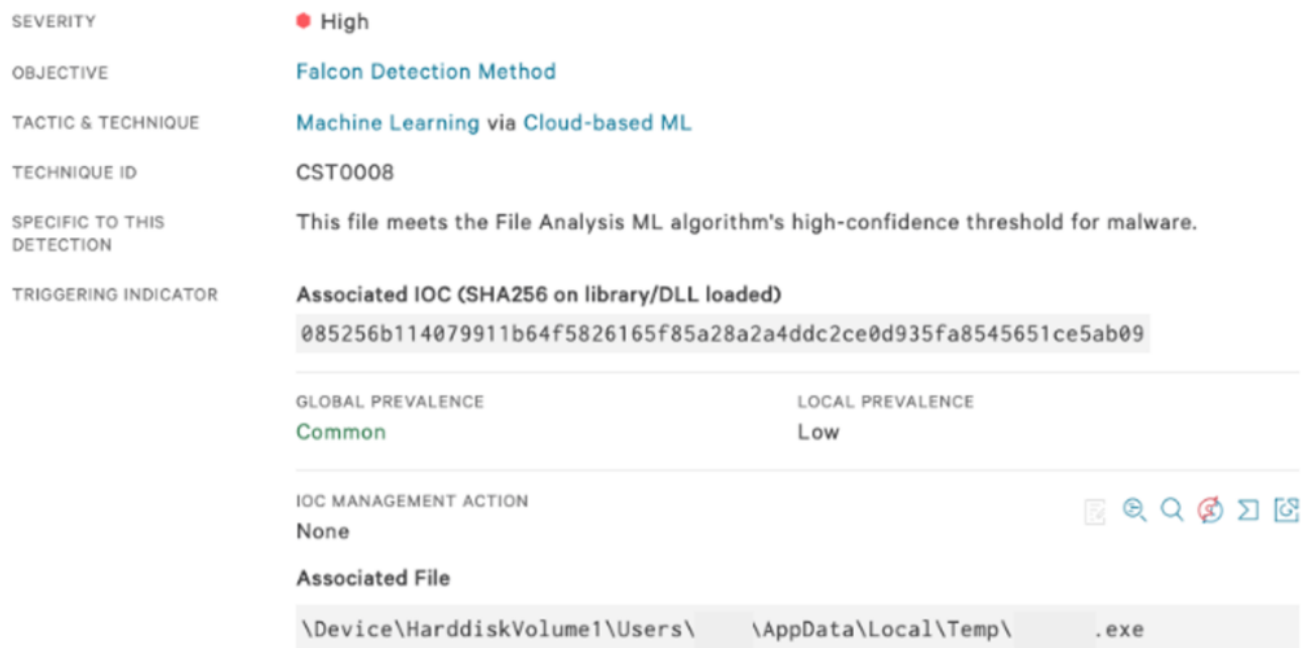 SEVERITY
High
OBJECTIVE
Falcon Detection Method
TACTIC & TECHNIQUE
Machine Learning via Cloud-based ML
TECHNIQUE ID
CST0008
SPECIFIC TO THIS
DETECTION
This file meets the File Analysis ML algorithm's high-confidence threshold for malware.
TRIGGERING INDICATOR
Associated IOC (SHA256 on library/DLL loaded)
085256b114079911b64f5826165f85a28a2a4ddc2ce0d935fa8545651ce5ab09
GLOBAL PREVALENCE
Common
LOCAL PREVALENCE
Low
IOC MANAGEMENT ACTION
None
Associated File
\Device\HarddiskVolume1\Users\ \AppData\Local\Temp\ .exe